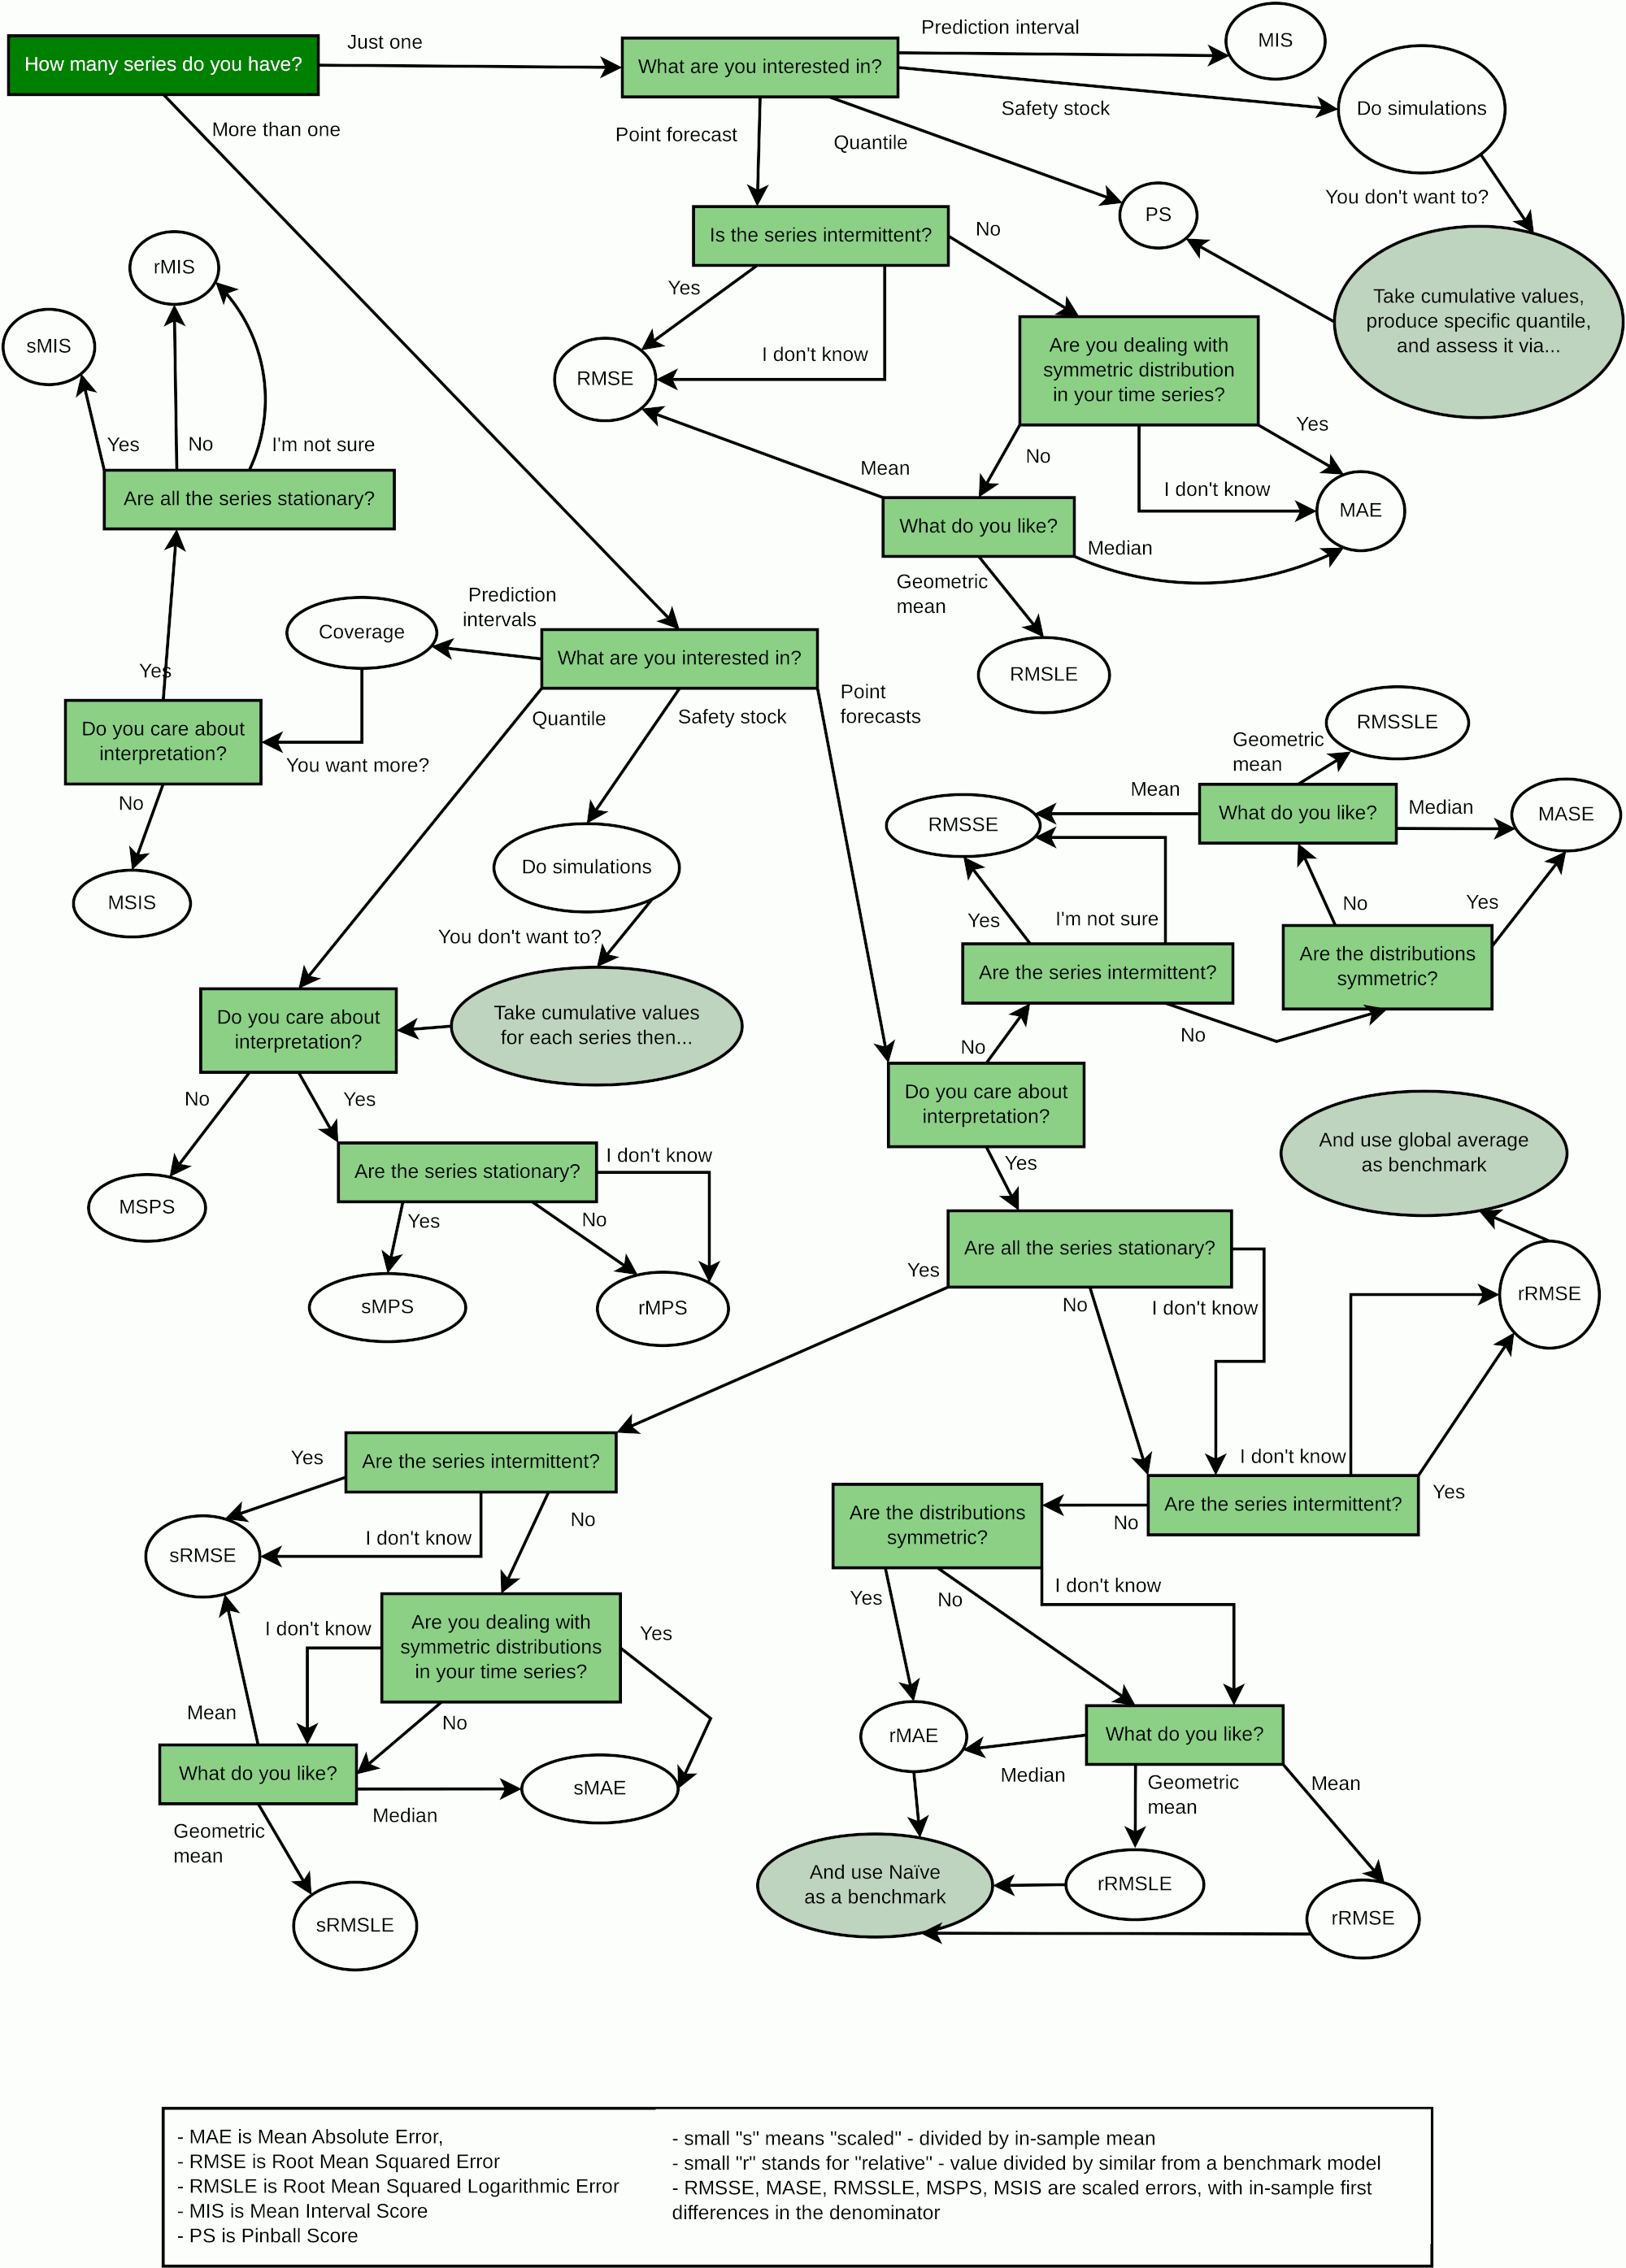 How many series do you have?
Just one
More than one
What are you interested in?
Prediction interval
MIS
Safety stock
Do simulations
You don't want to?
Take cumulative values,
produce specific quantile,
and assess it via...
Point forecast
Quantile
PS
Is the series intermittent?
No
Yes
I don't know
RMSE
Are you dealing with
symmetric distribution
in your time series?
Yes
No
I don't know
MAE
Mean
What do you like?
Median
Geometric
mean
RMSLE
rMIS
sMIS
Yes
No
I'm not sure
Are all the series stationary?
Yes
Do you care about
interpretation?
No
MSIS
Coverage
You want more?
Prediction
intervals
What are you interested in?
Quantile
Safety stock
Point
forecasts
Do simulations
You don't want to?
Take cumulative values
for each series then...
Do you care about
interpretation?
No
Yes
MSPS
Are the series stationary?
I don't know
Yes
No
sMPS
rMPS
RMSSLE
Geometric
mean
Mean
What do you like?
Median
MASE
RMSSE
Yes
I'm not sure
No
Yes
Are the series intermittent?
Are the distributions
symmetric?
No
No
Do you care about
interpretation?
Yes
Are all the series stationary?
Yes
No
I don't know
And use global average
as benchmark
rRMSE
I don't know
Yes
Are the series intermittent?
No
Are the distributions
symmetric?
Yes
No
I don't know
rMAE
What do you like?
Median
Geometric
mean
Mean
And use Naïve
as a benchmark
rRMSLE
rRMSE
Are the series intermittent?
Yes
I don't know
No
sRMSE
Are you dealing with
symmetric distributions
in your time series?
I don't know
Yes
No
Mean
What do you like?
Median
sMAE
Geometric
mean
sRMSLE
- MAE is Mean Absolute Error,
- RMSE is Root Mean Squared Error
- RMSLE is Root Mean Squared Logarithmic Error
- MIS is Mean Interval Score
- PS is Pinball Score
- small "s" means "scaled" - divided by in-sample mean
- small "r" stands for "relative" - value divided by similar from a benchmark model
- RMSSE, MASE, RMSSLE, MSPS, MSIS are scaled errors, with in-sample first
differences in the denominator